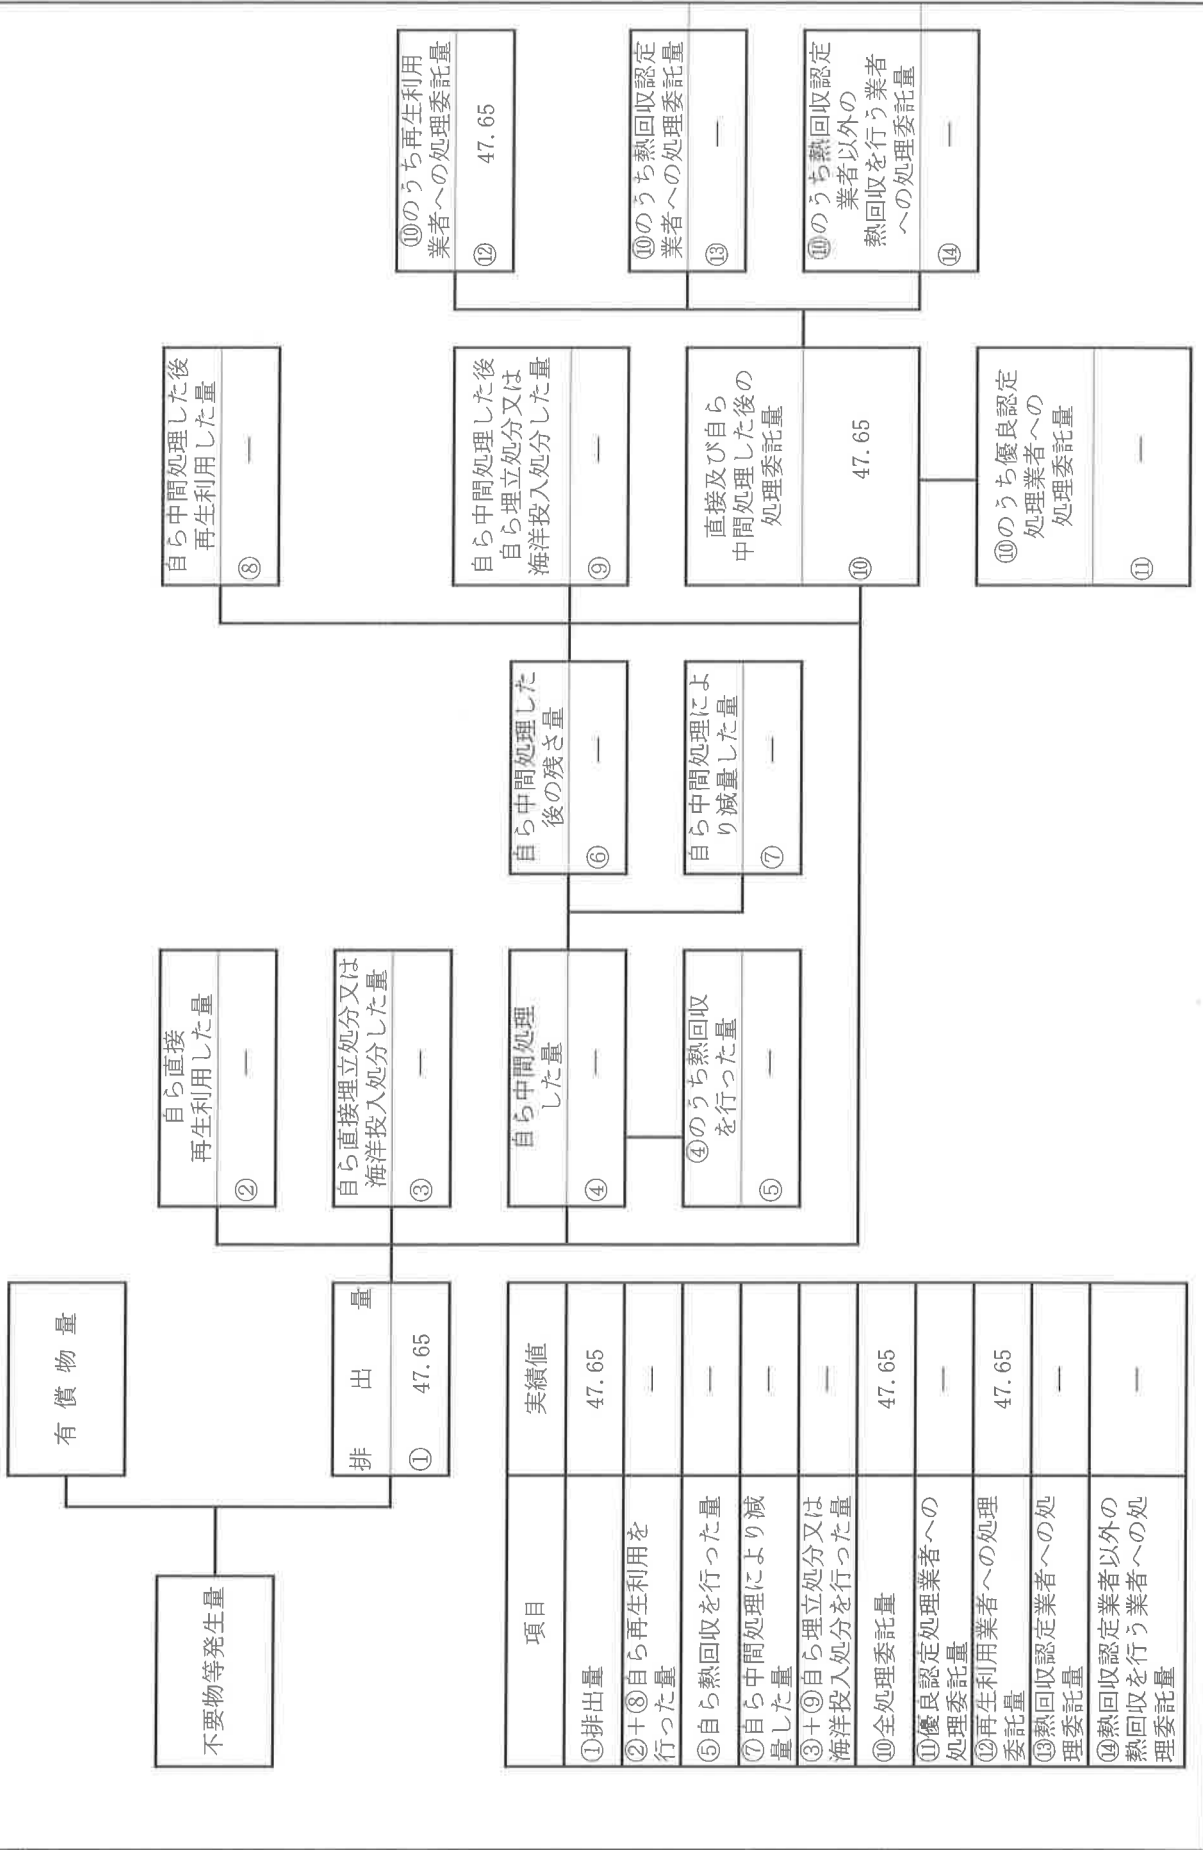 不要物等発生量
有償物量
排出量
① 47.65
自ら直接
再生利用した量
② ―
自ら直接埋立処分又は
海洋投入処分した量
③ ―
自ら中間処理
した量
④ ―
④のうち熱回収
を行った量
⑤ ―
自ら中間処理した
後の残さ量
⑥ ―
自ら中間処理によ
り減量した量
⑦ ―
自ら中間処理した後
再生利用した量
⑧ ―
自ら中間処理した後
自ら埋立処分又は
海洋投入処分した量
⑨ ―
直接及び自ら
中間処理した後の
処理委託量
⑩ 47.65
⑩のうち優良認定
処理業者への
処理委託量
⑪ ―
⑩のうち再生利用
業者への処理委託量
⑫ 47.65
⑩のうち熱回収認定
業者への処理委託量
⑬ ―
⑩のうち熱回収認定
業者以外の
熱回収を行う業者
への処理委託量
⑭ ―
項目 実績値
①排出量 47.65
②+⑧自ら再生利用を
行った量 ―
⑤自ら熱回収を行った量 ―
⑦自ら中間処理により減
量した量 ―
③+⑨自ら埋立処分又は
海洋投入処分を行った量 ―
⑩全処理委託量 47.65
⑪優良認定処理業者への
処理委託量 ―
⑫再生利用業者への処理
委託量 47.65
⑬熱回収認定業者への処
理委託量 ―
⑭熱回収認定業者以外の
熱回収を行う業者への処
理委託量 ―